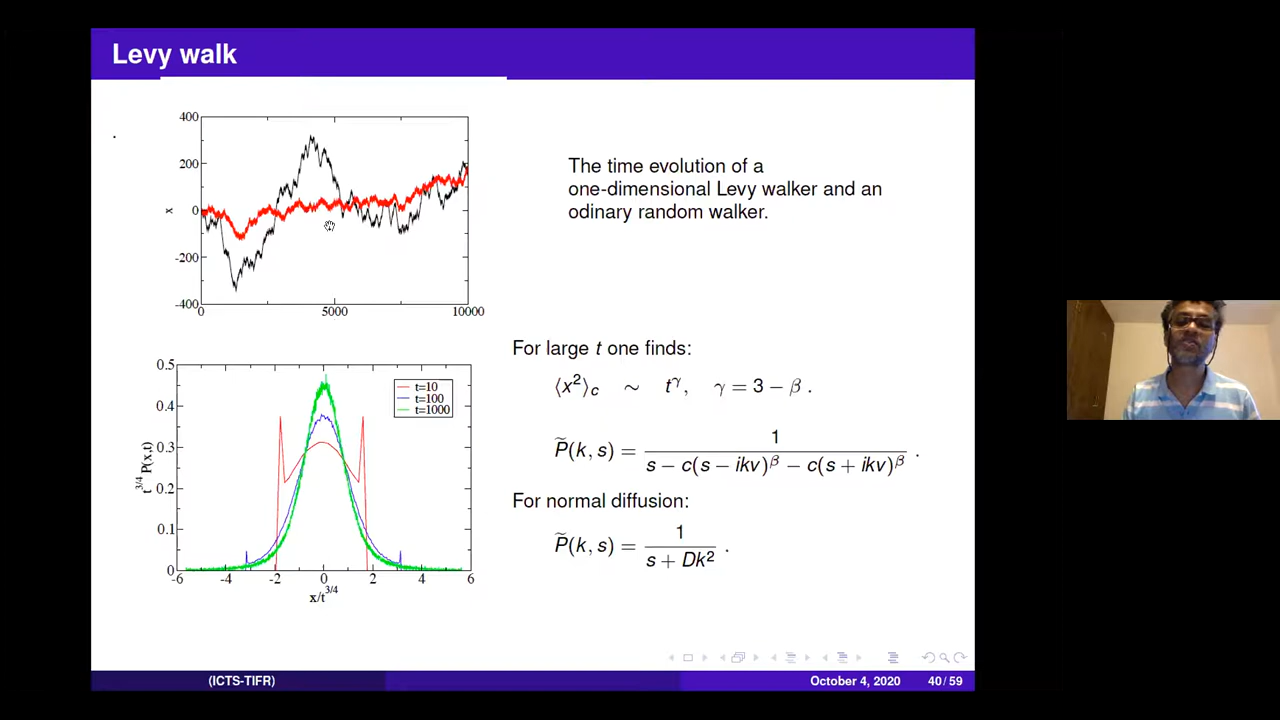 Levy walk
400
200
0
-200
-400
x
0
5000
10000
The time evolution of a
one-dimensional Levy walker and an
odinary random walker.
0.5
0.4
0.3
0.2
0.1
0
t^3/4 P(x,t)
t=10
t=100
t=1000
-6 -4 -2 0 2 4 6
x/t^3/4
For large t one finds:
⟨x²⟩c ∼ t^γ, γ = 3 − β .
P̃(k, s) = 1 / (s − c(s − ikv)^β − c(s + ikv)^β) .
For normal diffusion:
P̃(k, s) = 1 / (s + Dk²) .
(ICTS-TIFR)
October 4, 2020
40 / 59